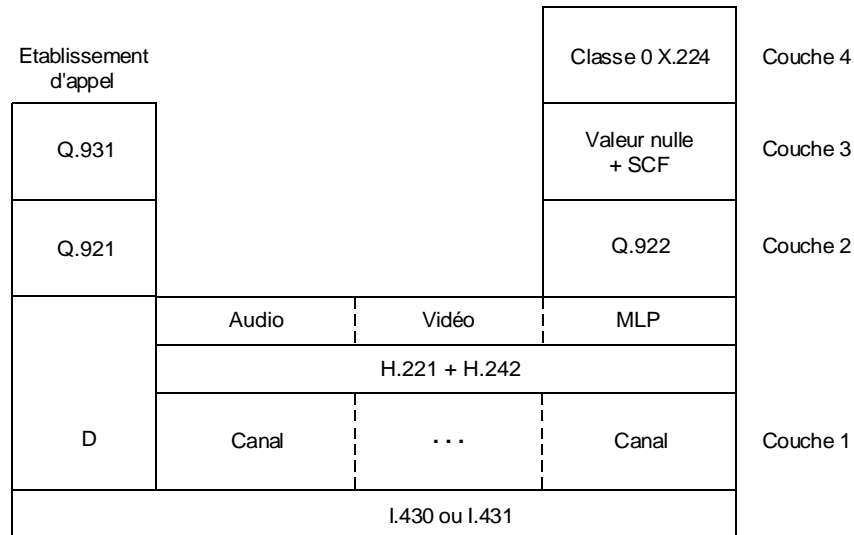 Etablissement
d'appel
Classe 0 X.224
Couche 4
Q.931
Valeur nulle
+ SCF
Couche 3
Q.921
Q.922
Couche 2
Audio
Vidéo
MLP
H.221 + H.242
D
Canal
. . .
Canal
Couche 1
I.430 ou I.431